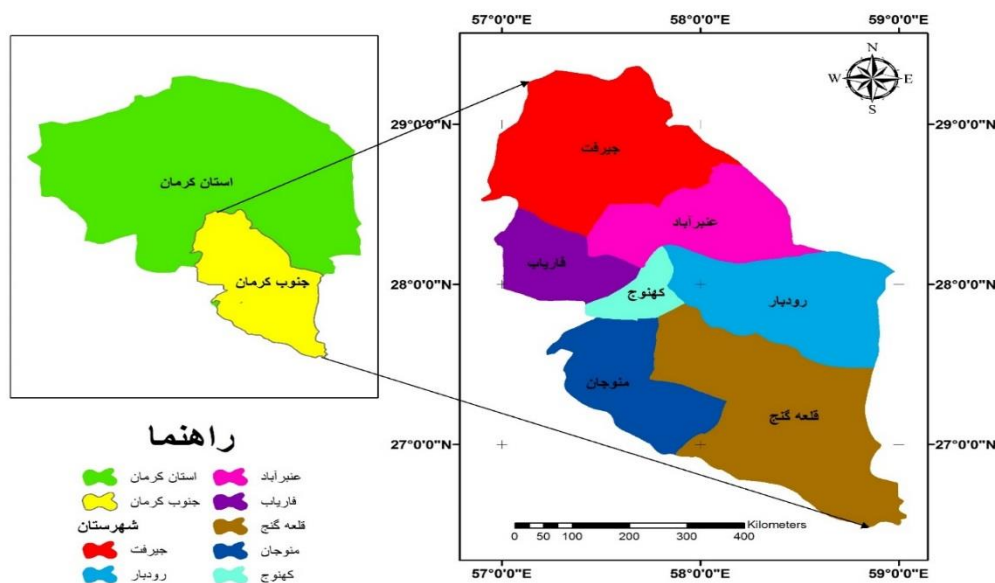 استان کرمان
جنوب کرمان
57°0'0"E 58°0'0"E 59°0'0"E
N
W E
S
29°0'0"N 29°0'0"N
28°0'0"N 28°0'0"N
27°0'0"N 27°0'0"N
جیرفت
عنبرآباد
فاریاب
کهنوج
رودبار
منوجان
قلعه گنج
0 50 100 200 300 400 Kilometers
57°0'0"E 58°0'0"E 59°0'0"E
راهنما
استان کرمان
جنوب کرمان
شهرستان
جیرفت
رودبار
عنبرآباد
فاریاب
قلعه گنج
منوجان
کهنوج